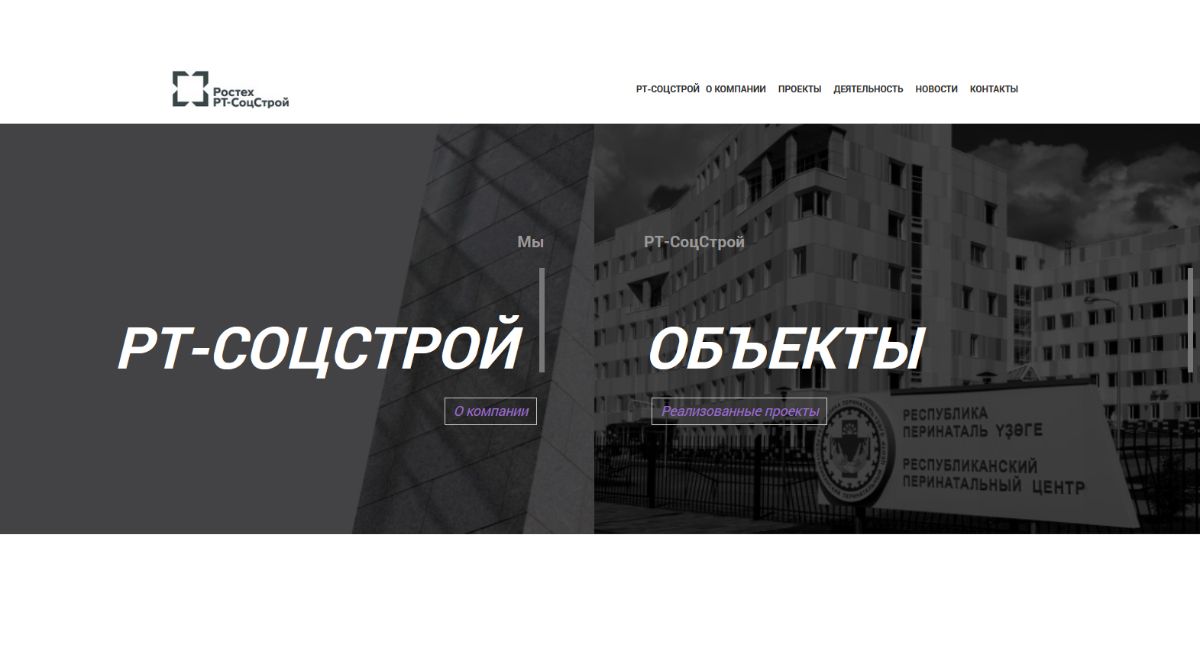 Ростех
РТ-СоцСтрой
РТ-СОЦСТРОЙ О КОМПАНИИ ПРОЕКТЫ ДЕЯТЕЛЬНОСТЬ НОВОСТИ КОНТАКТЫ
Мы
РТ-СОЦСТРОЙ
О компании
РТ-СоцСтрой
ОБЪЕКТЫ
Реализованные проекты
РЕСПУБЛИКА
ПЕРИНАТАЛЬ ҮҘӘГЕ
РЕСПУБЛИКАНСКИЙ
ПЕРИНАТАЛЬНЫЙ ЦЕНТР